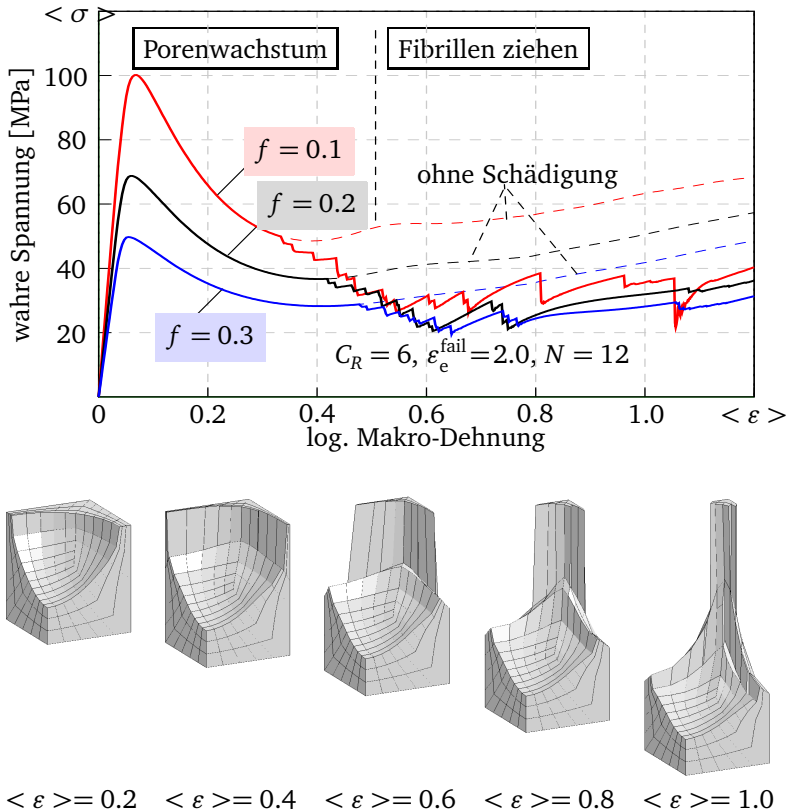 < σ >
Porenwachstum
Fibrillen ziehen
wahre Spannung [MPa]
100
80
60
40
20
f = 0.1
f = 0.2
f = 0.3
ohne Schädigung
C_R = 6, ε_e^fail = 2.0, N = 12
0 0.2 0.4 0.6 0.8 1.0 < ε >
log. Makro-Dehnung
< ε >= 0.2 < ε >= 0.4 < ε >= 0.6 < ε >= 0.8 < ε >= 1.0